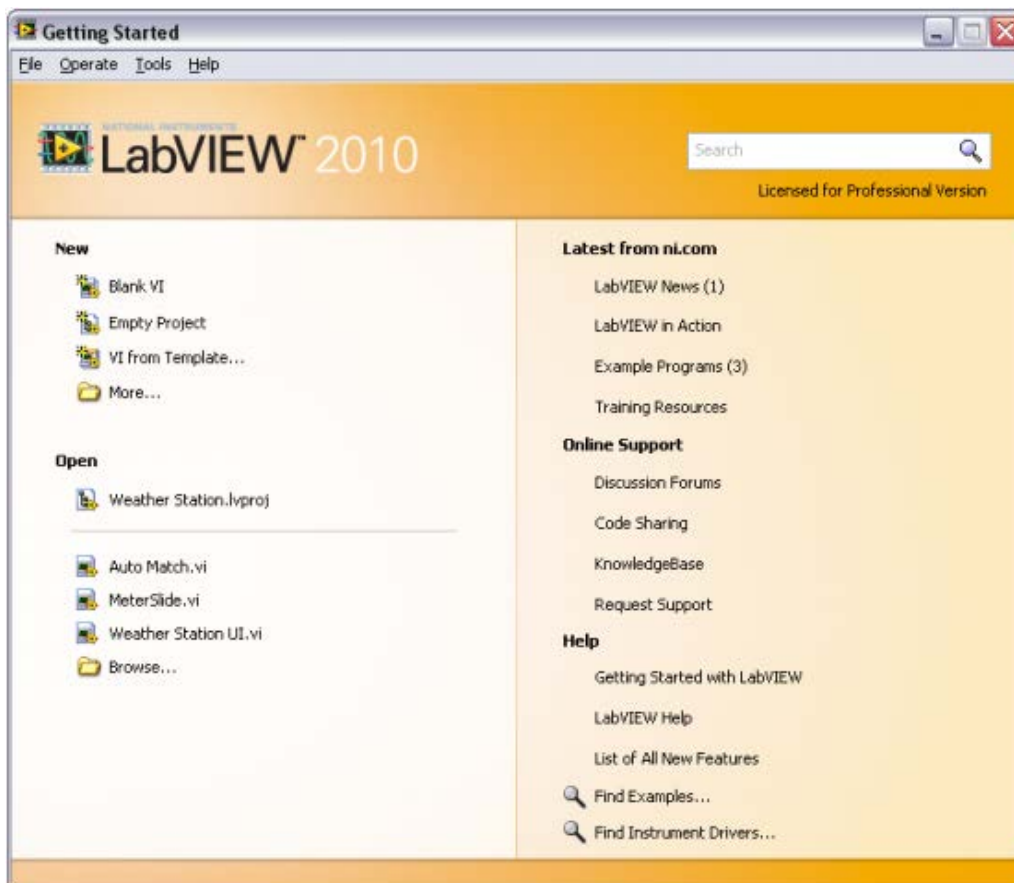 Getting Started
File Operate Tools Help
NATIONAL INSTRUMENTS
LabVIEW™ 2010
Search
Licensed for Professional Version
New
Blank VI
Empty Project
VI from Template...
More...
Open
Weather Station.lvproj
Auto Match.vi
MeterSlide.vi
Weather Station UI.vi
Browse...
Latest from ni.com
LabVIEW News (1)
LabVIEW in Action
Example Programs (3)
Training Resources
Online Support
Discussion Forums
Code Sharing
KnowledgeBase
Request Support
Help
Getting Started with LabVIEW
LabVIEW Help
List of All New Features
Find Examples...
Find Instrument Drivers...